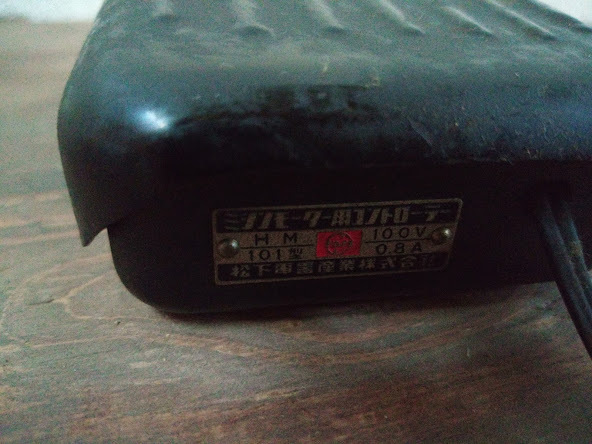 ミシンモーター用コントローラー
HM 100V
101型 0.8A
松下電器産業株式会社